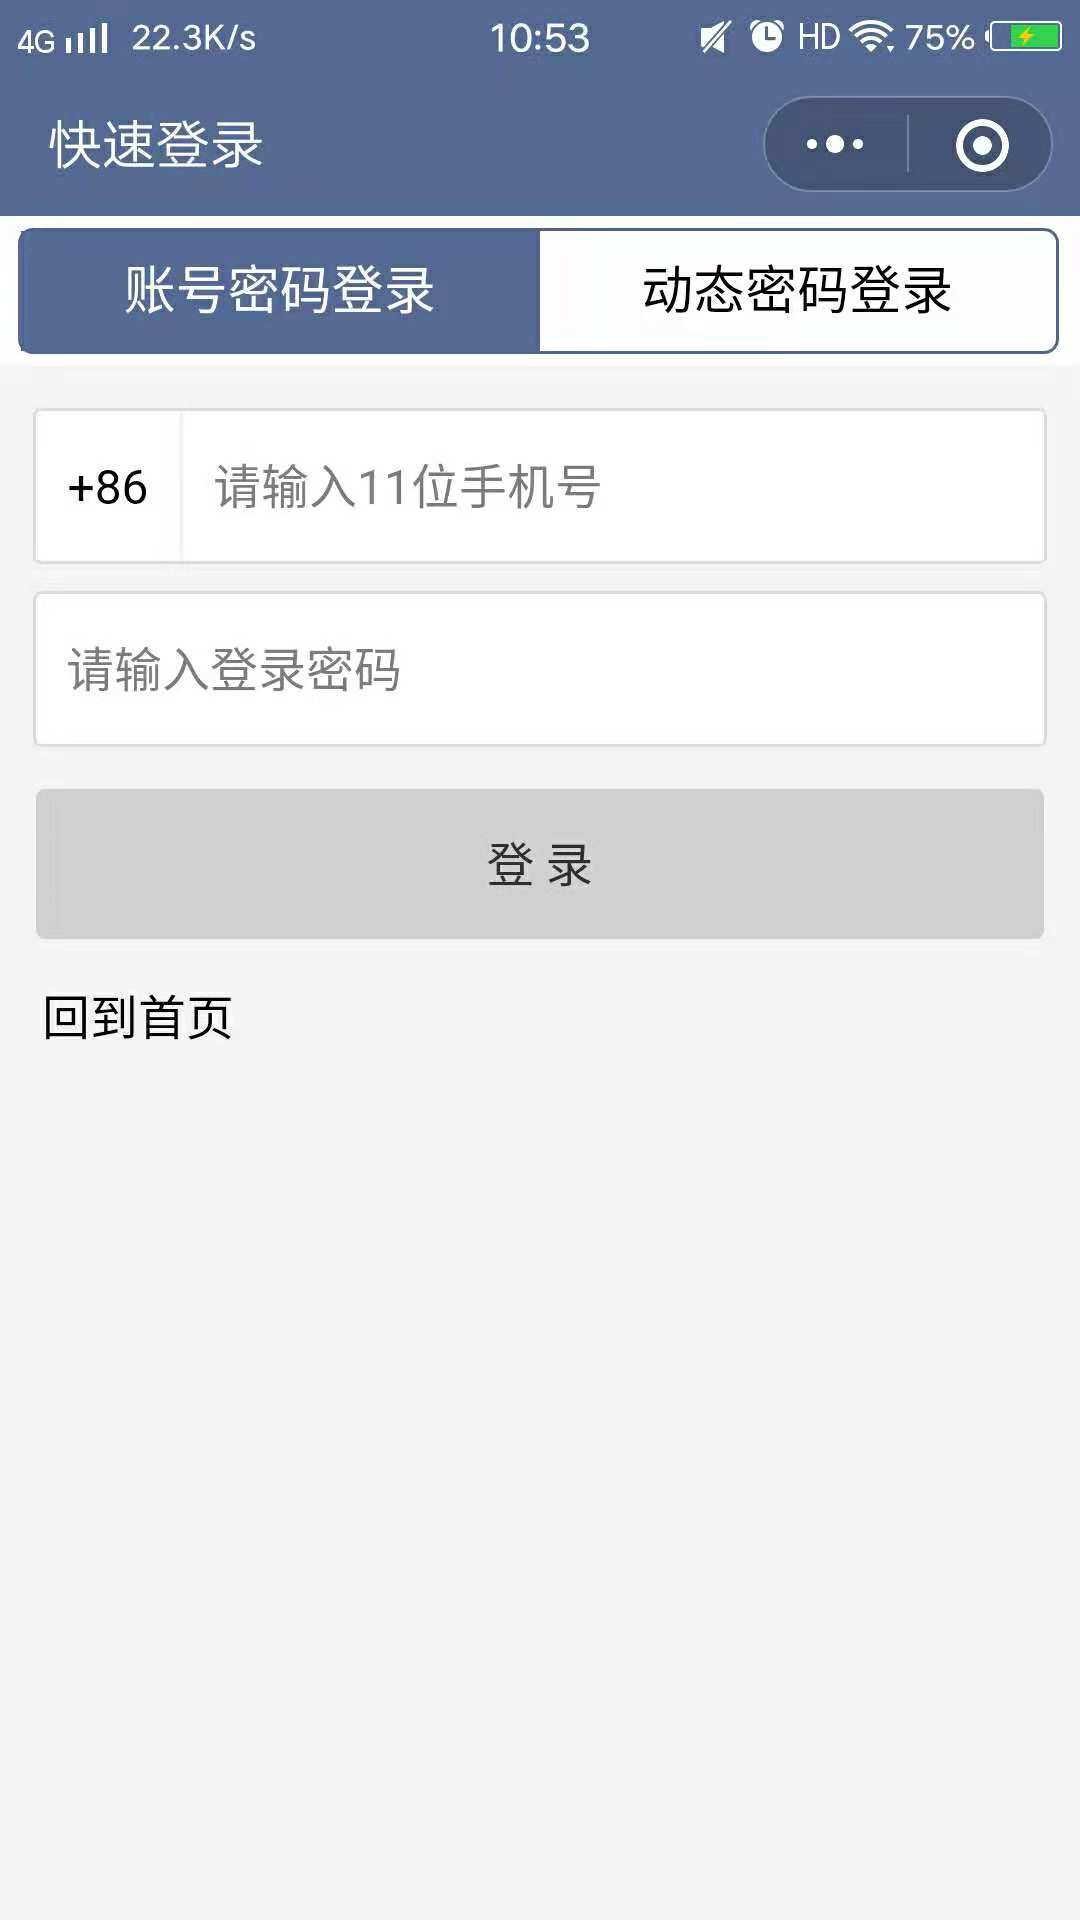 4G 22.3K/s 10:53 HD 75%
快速登录
账号密码登录 动态密码登录
+86 请输入11位手机号
请输入登录密码
登 录
回到首页